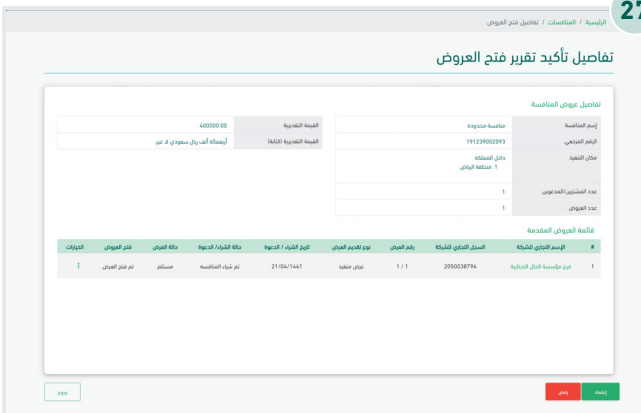 27
الرئيسية / المنافسات / تفاصيل فتح العروض
تفاصيل تأكيد تقرير فتح العروض
تفاصيل عروض المنافسة
إسم المنافسة منافسة محدودة القيمة التقديرية 400000.00
الرقم المرجعي 191239002093 القيمة التقديرية (كتابة) أربعمائة ألف ريال سعودي لا غير
مكان التنفيذ داخل المملكة
1. منطقة الرياض
عدد المشترين/المدعوين 1
عدد العروض 1
قائمة العروض المقدمة
# الإسم التجاري للشركة السجل التجاري للشركة رقم العرض نوع تقديم العرض تاريخ الشراء / الدعوة حالة الشراء/ الدعوة حالة العرض فتح العروض الخيارات
1 فرع مؤسسة الحال التجارية 2050038794 1 / 1 عرض منفرد 21/04/1441 تم شراء المنافسه مستلم تم فتح العرض
إعتماد رفض